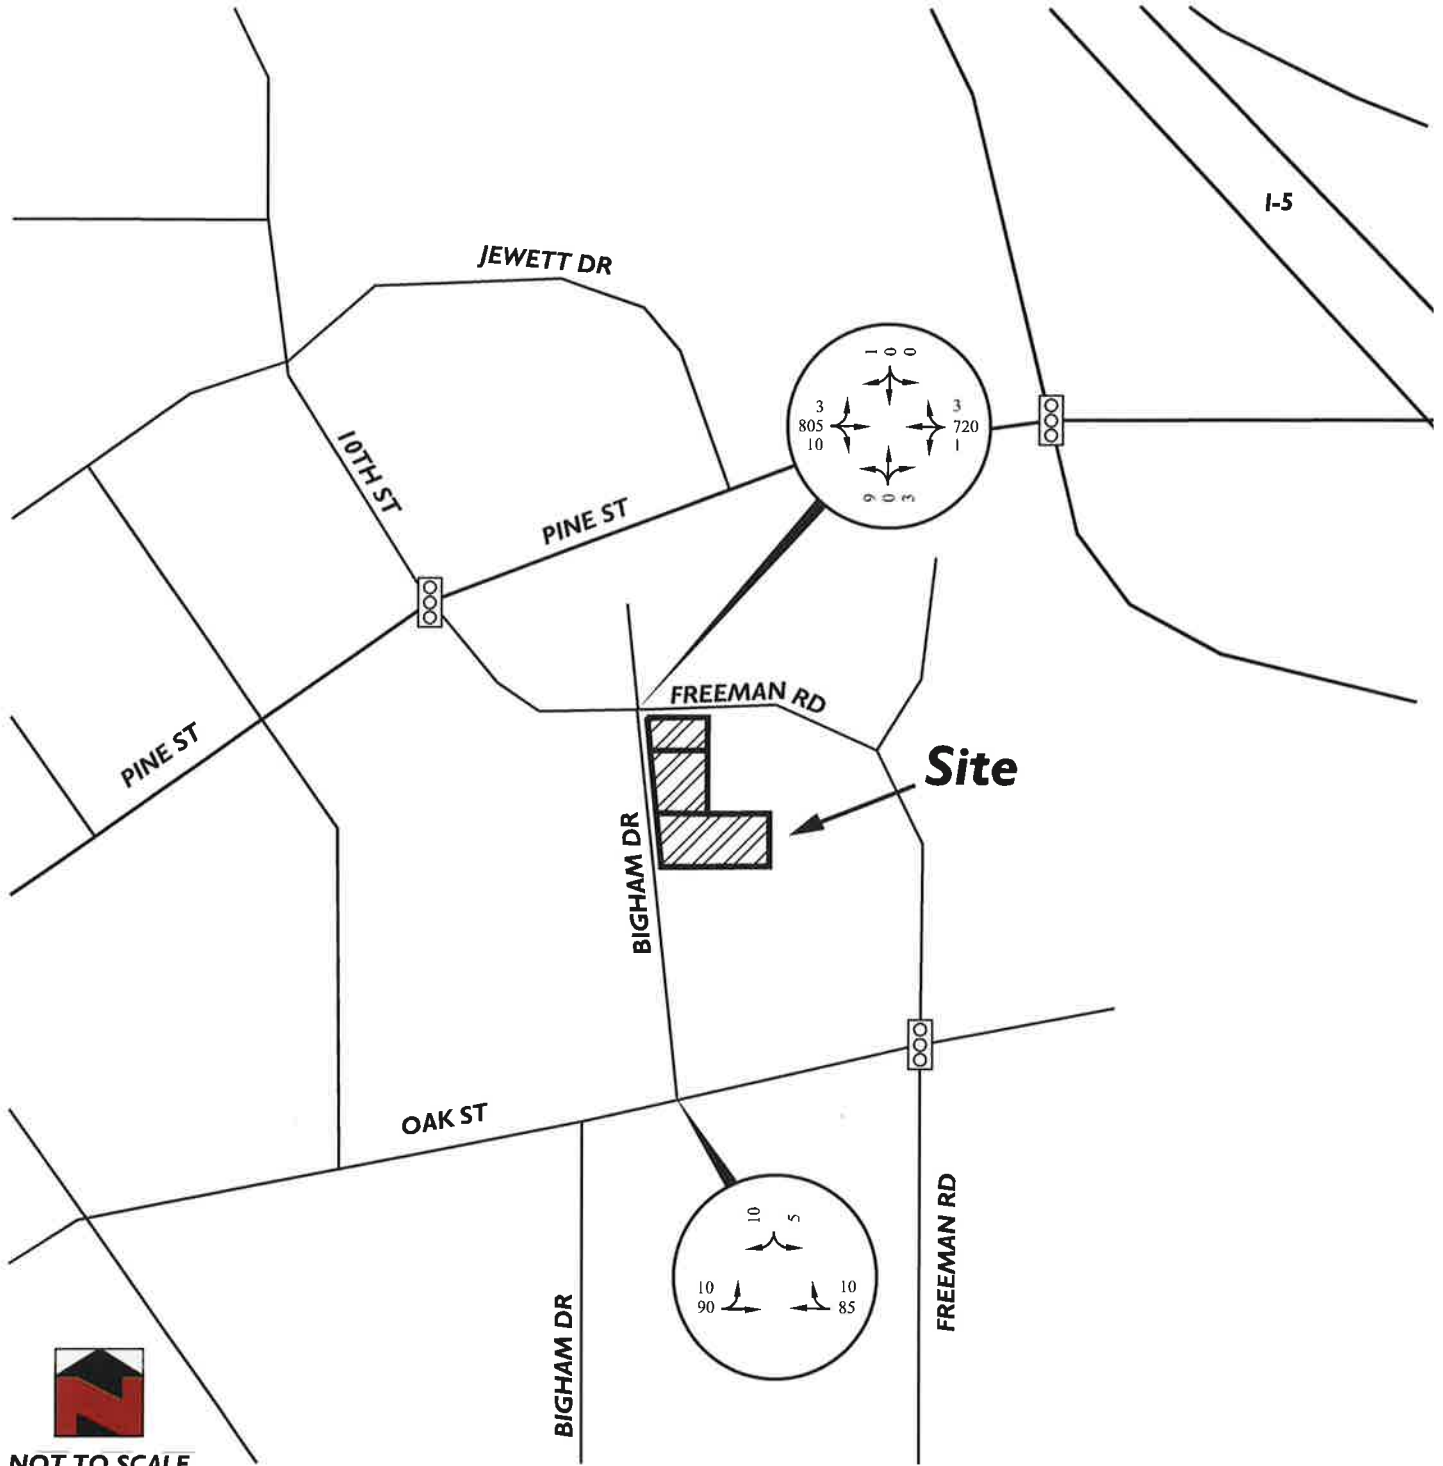 I-5
JEWETT DR
1 0 0
3
805
10
3
720
1
9 0 3
10TH ST
PINE ST
FREEMAN RD
PINE ST
Site
BIGHAM DR
OAK ST
10 5
10
90
10
85
FREEMAN RD
BIGHAM DR
N
NOT TO SCALE